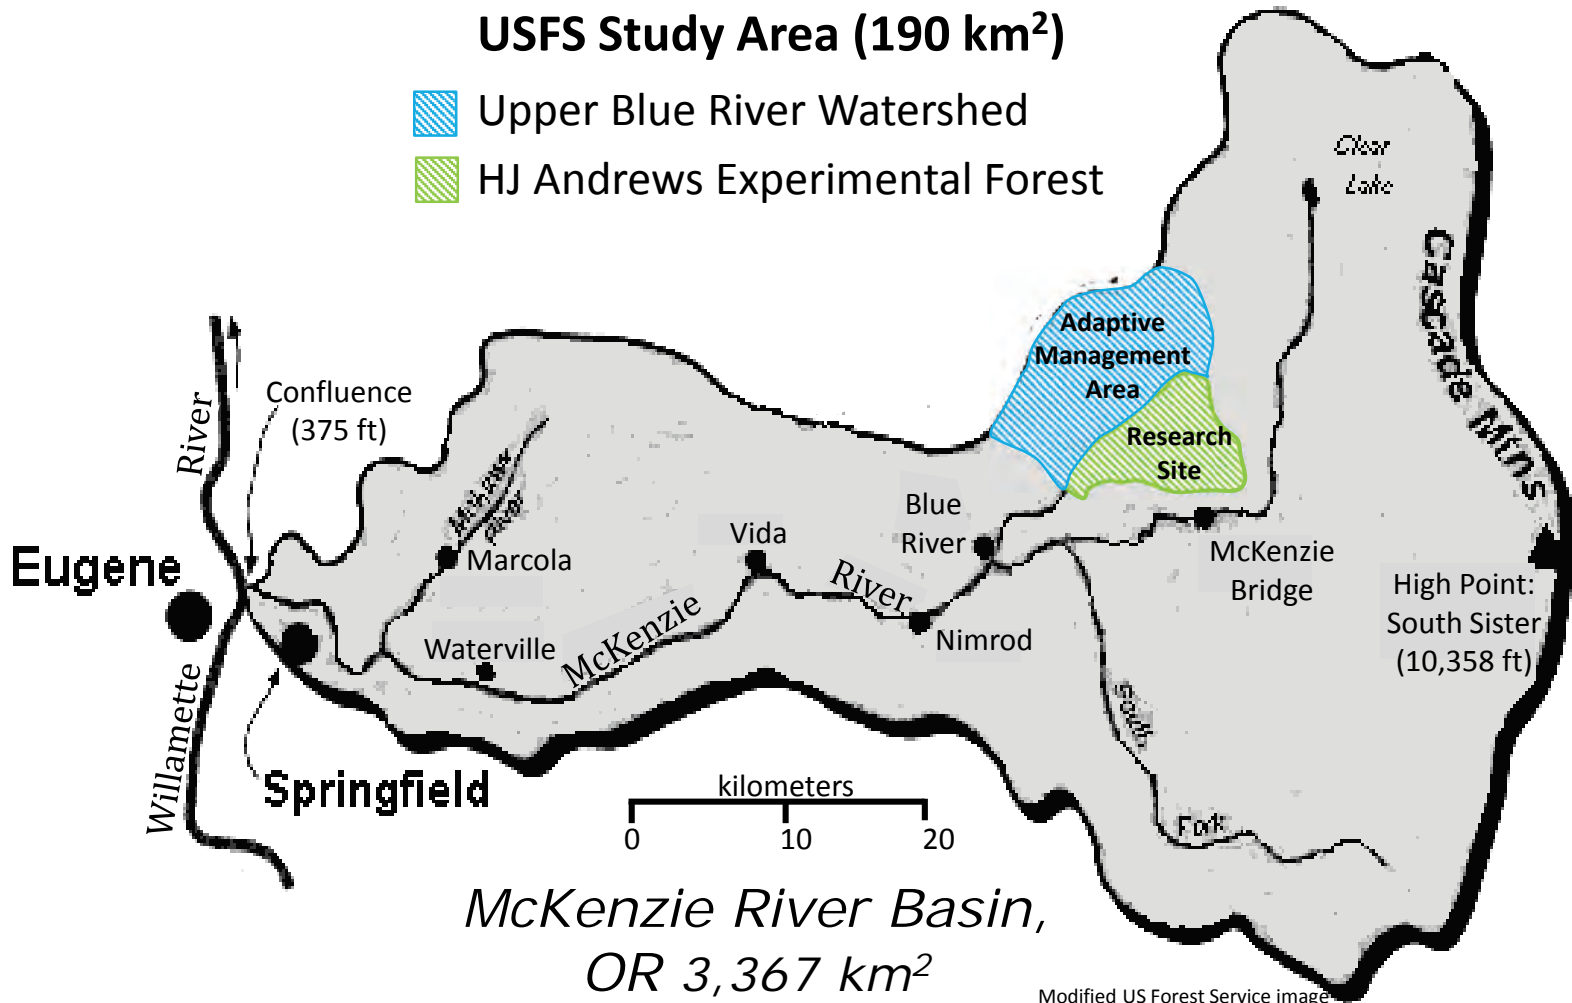 USFS Study Area (190 km²)
Upper Blue River Watershed
HJ Andrews Experimental Forest
Clear
Lake
Cascade Mtns
Adaptive
Management
Area
Research
Site
River
Confluence
(375 ft)
River
Marcola
Vida
Blue
River
McKenzie
Bridge
Eugene
High Point:
South Sister
(10,358 ft)
River
Nimrod
Waterville
McKenzie
Willamette
South
Springfield
kilometers
0 10 20
Fork
McKenzie River Basin,
OR 3,367 km²
Modified US Forest Service image